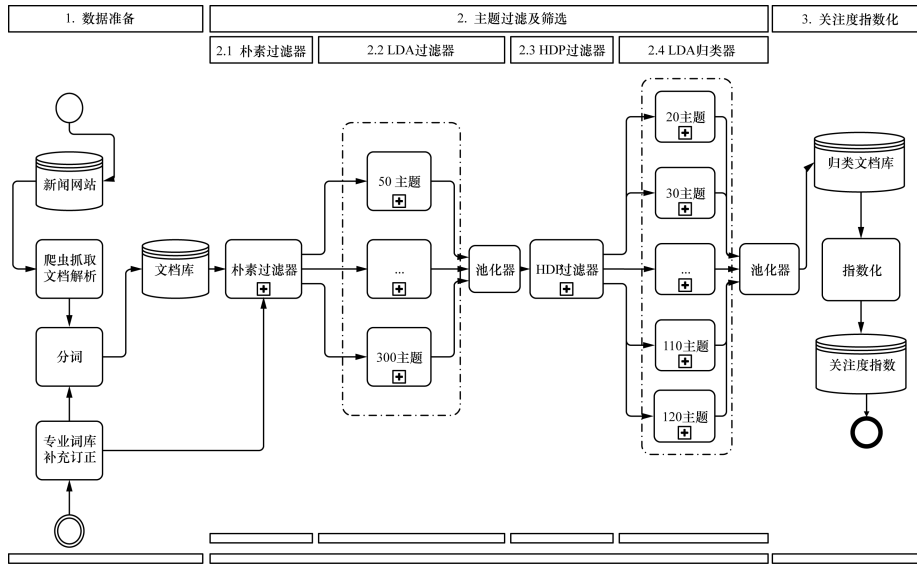 1. 数据准备
2. 主题过滤及筛选
3. 关注度指数化
2.1 朴素过滤器
2.2 LDA过滤器
2.3 HDP过滤器
2.4 LDA归类器
新闻网站
爬虫抓取
文档解析
分词
专业词库
补充订正
文档库
朴素过滤器
50 主题
...
300主题
池化器
HDP过滤器
20主题
30主题
...
110主题
120主题
池化器
归类文档库
指数化
关注度指数